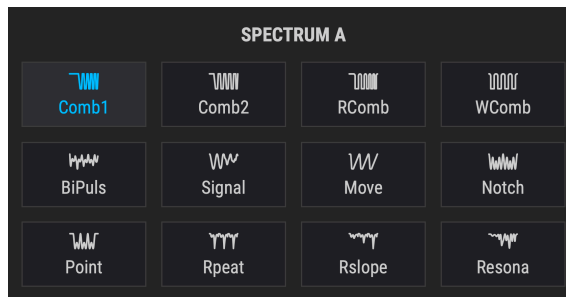 SPECTRUM A
Comb1 Comb2 RComb WComb
BiPuls Signal Move Notch
Point Rpeat Rslope Resona